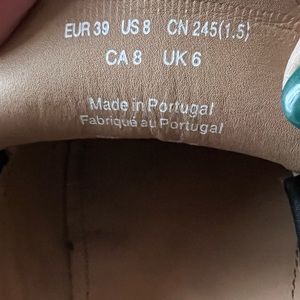 EUR 39 US 8 CN 245(1.5)
CA 8 UK 6
Made in Portugal
Fabriqué au Portugal